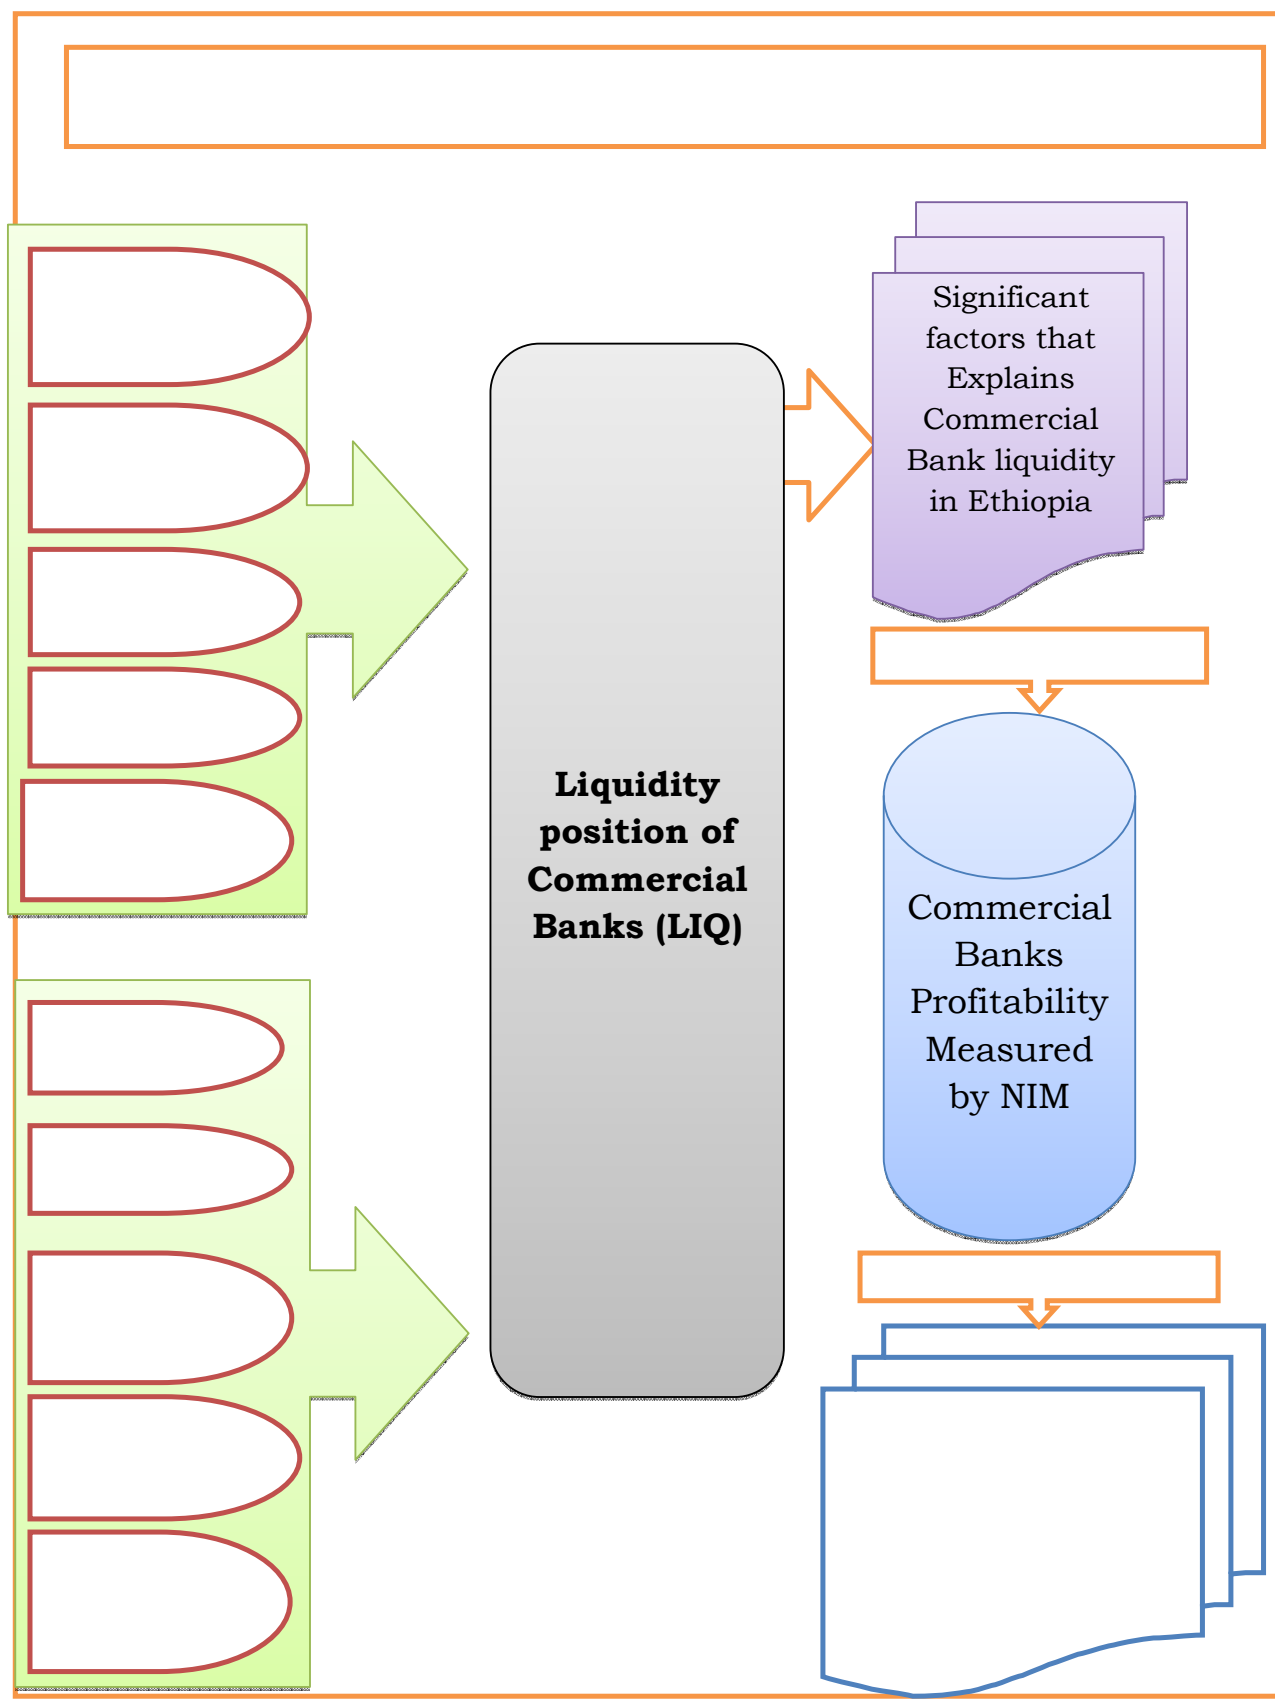 Significant
factors that
Explains
Commercial
Bank liquidity
in Ethiopia
Liquidity
position of
Commercial
Banks (LIQ)
Commercial
Banks
Profitability
Measured
by NIM